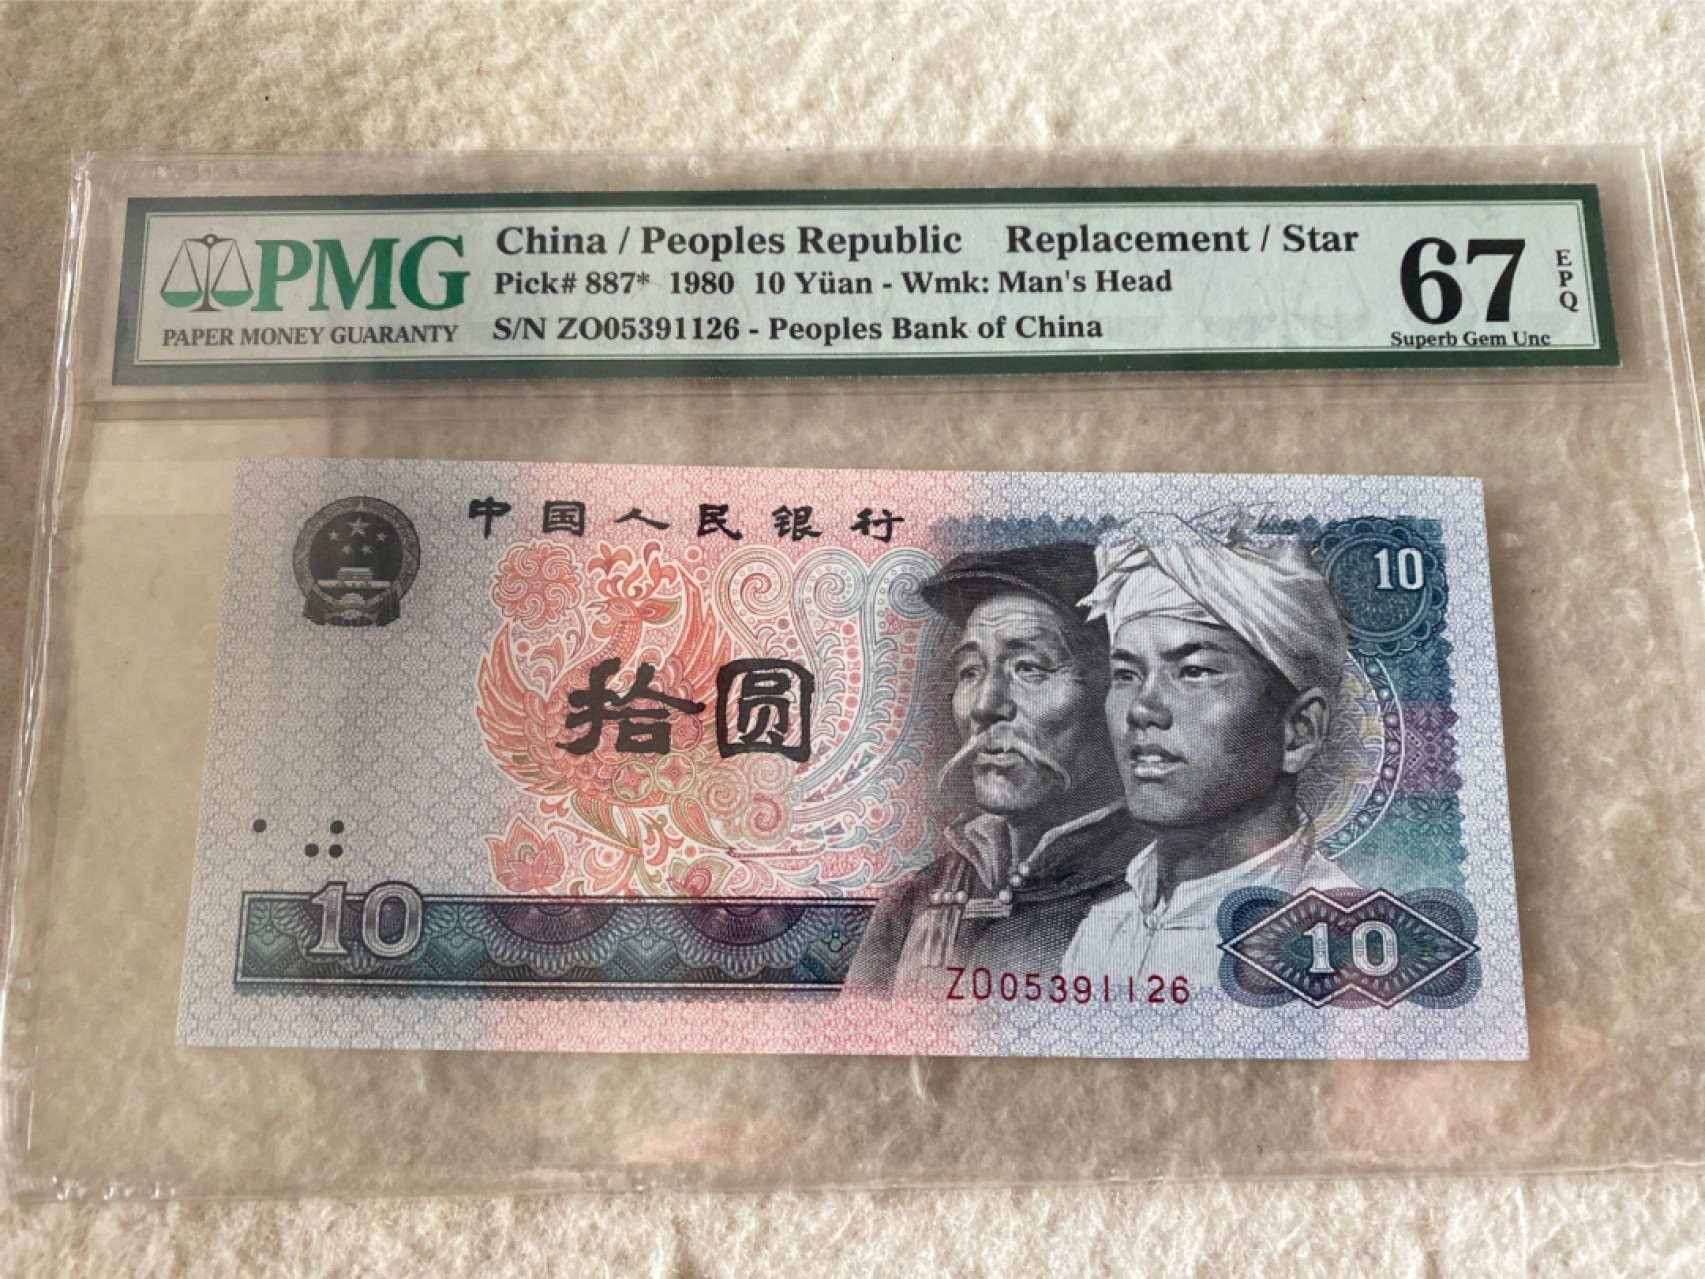 PMG
PAPER MONEY GUARANTY
China / Peoples Republic Replacement / Star
Pick# 887* 1980 10 Yüan - Wmk: Man's Head
S/N ZO05391126 - Peoples Bank of China
67
EPQ
Superb Gem Unc
中国人民银行
10
拾圆
10
ZO05391126
10